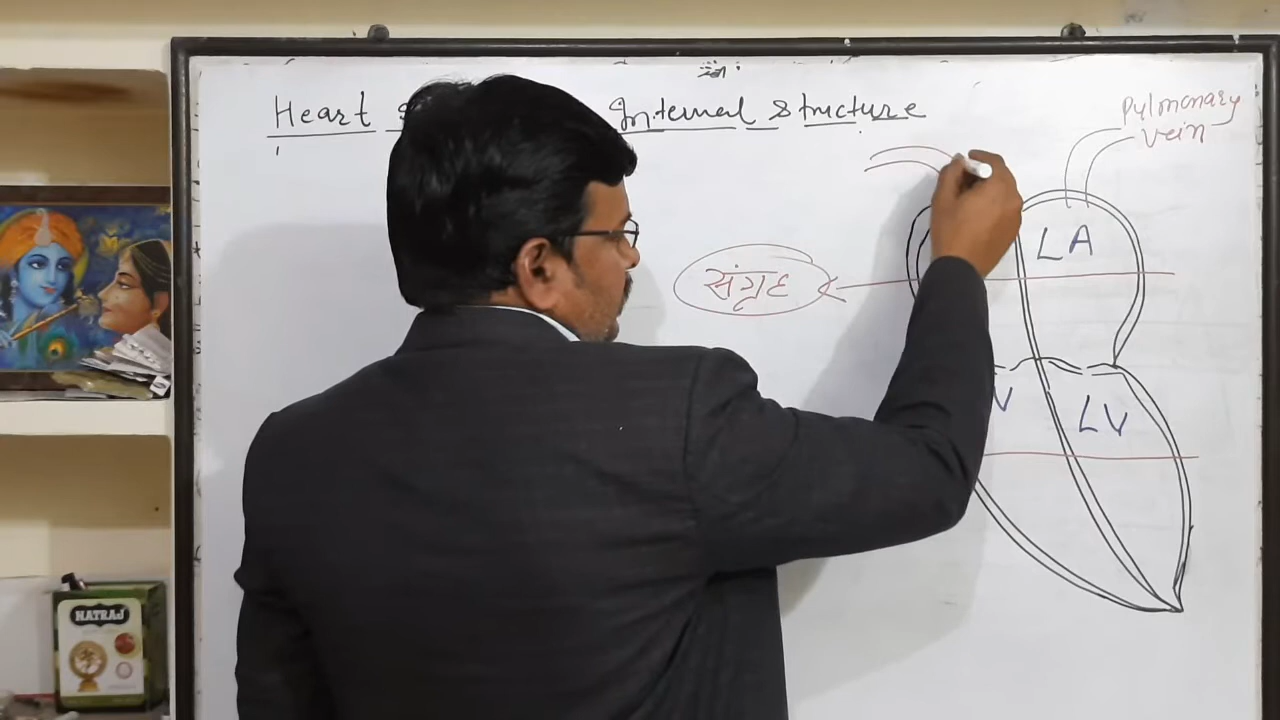 Heart
Internal structure
Pulmonary
vein
संग्रह
LA
V
LV
NATRAJ